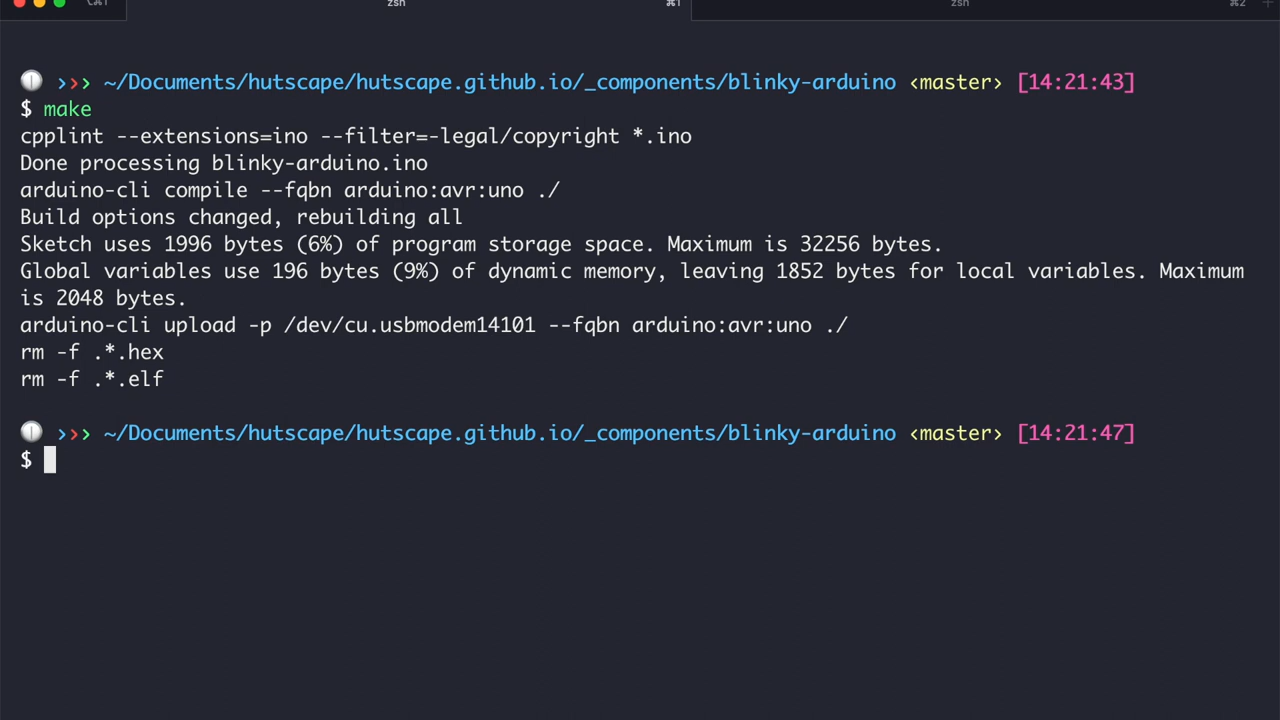 ⌥⌘1 zsh ⌘1 zsh ⌘2 +
>>> ~/Documents/hutscape/hutscape.github.io/_components/blinky-arduino ‹master› [14:21:43]
$ make
cpplint --extensions=ino --filter=-legal/copyright *.ino
Done processing blinky-arduino.ino
arduino-cli compile --fqbn arduino:avr:uno ./
Build options changed, rebuilding all
Sketch uses 1996 bytes (6%) of program storage space. Maximum is 32256 bytes.
Global variables use 196 bytes (9%) of dynamic memory, leaving 1852 bytes for local variables. Maximum
is 2048 bytes.
arduino-cli upload -p /dev/cu.usbmodem14101 --fqbn arduino:avr:uno ./
rm -f .*.hex
rm -f .*.elf
>>> ~/Documents/hutscape/hutscape.github.io/_components/blinky-arduino ‹master› [14:21:47]
$